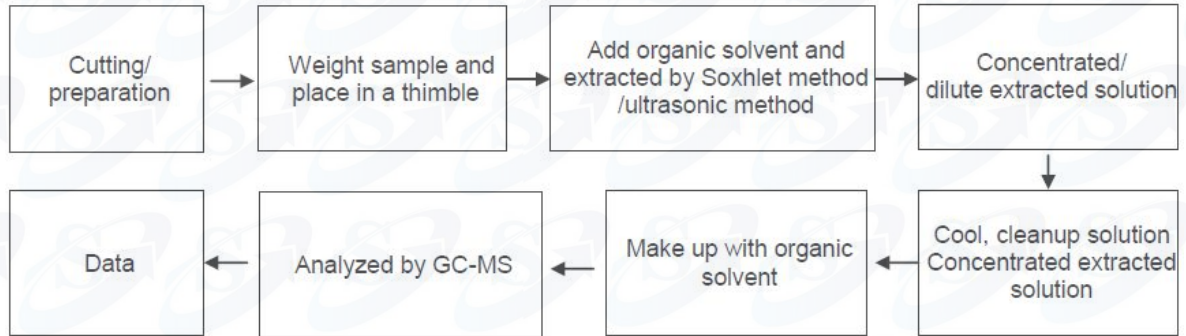 Cutting/
preparation
Weight sample and
place in a thimble
Add organic solvent and
extracted by Soxhlet method
/ultrasonic method
Concentrated/
dilute extracted solution
Cool, cleanup solution
Concentrated extracted
solution
Make up with organic
solvent
Analyzed by GC-MS
Data